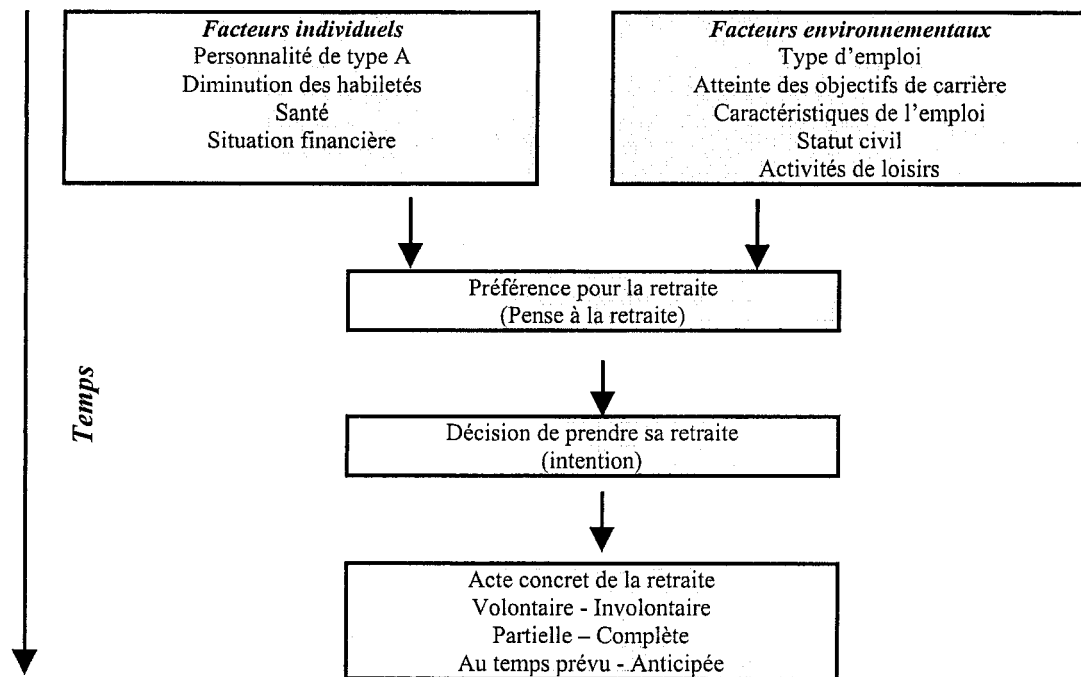 Facteurs individuels
Personnalité de type A
Diminution des habiletés
Santé
Situation financière
Facteurs environnementaux
Type d'emploi
Atteinte des objectifs de carrière
Caractéristiques de l'emploi
Statut civil
Activités de loisirs
Préférence pour la retraite
(Pense à la retraite)
Temps
Décision de prendre sa retraite
(intention)
Acte concret de la retraite
Volontaire - Involontaire
Partielle – Complète
Au temps prévu - Anticipée